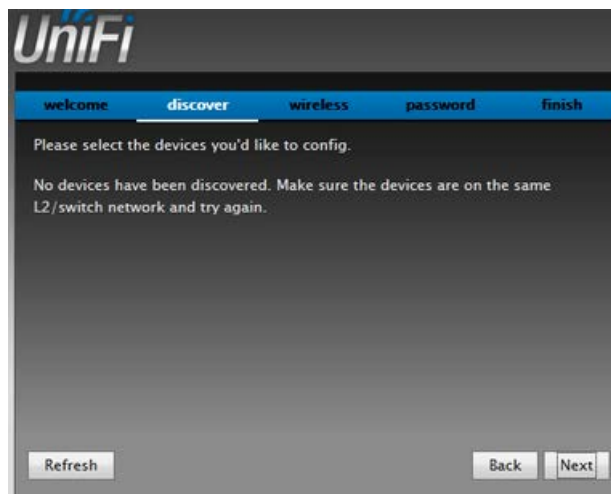 UniFi
welcome discover wireless password finish
Please select the devices you'd like to config.
No devices have been discovered. Make sure the devices are on the same
L2/switch network and try again.
Refresh Back Next